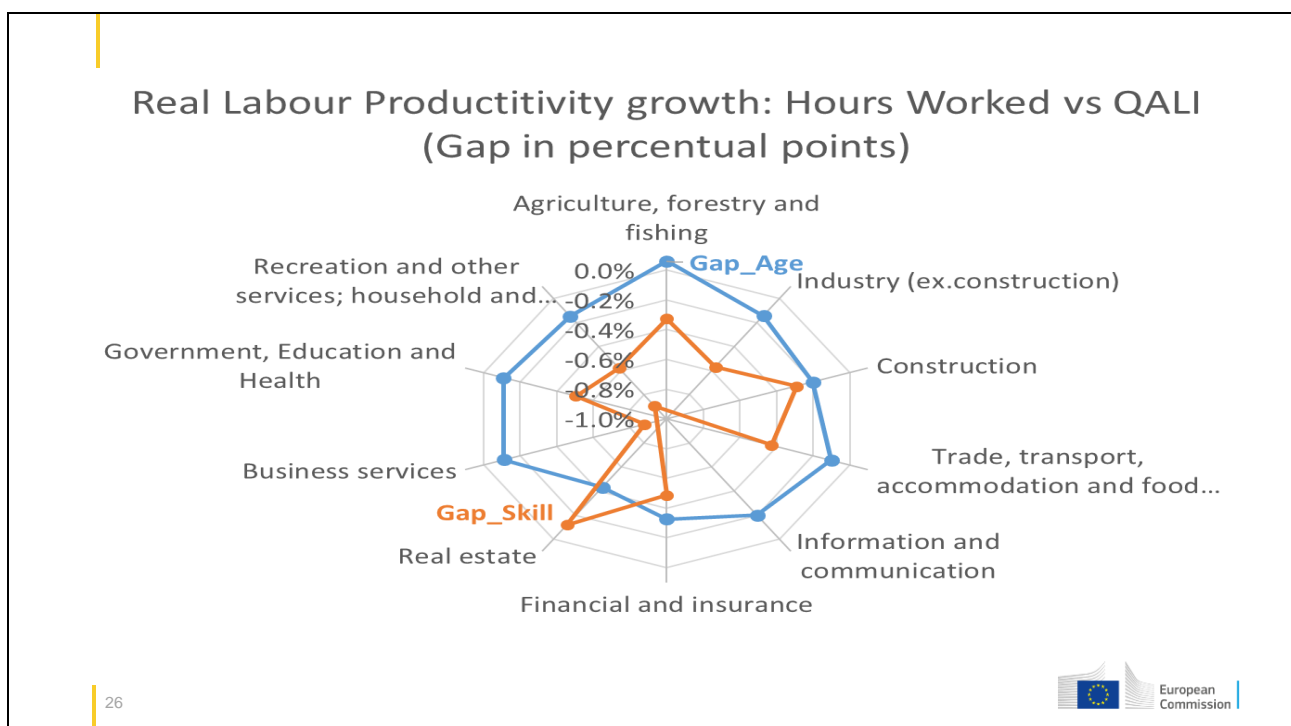 Real Labour Productitivity growth: Hours Worked vs QALI
(Gap in percentual points)
Agriculture, forestry and
fishing
Gap_Age
Industry (ex.construction)
Construction
Trade, transport,
accommodation and food...
Information and
communication
Financial and insurance
Real estate
Gap_Skill
Business services
Government, Education and
Health
Recreation and other
services; household and...
0.0%
-0.2%
-0.4%
-0.6%
-0.8%
-1.0%
26
European
Commission